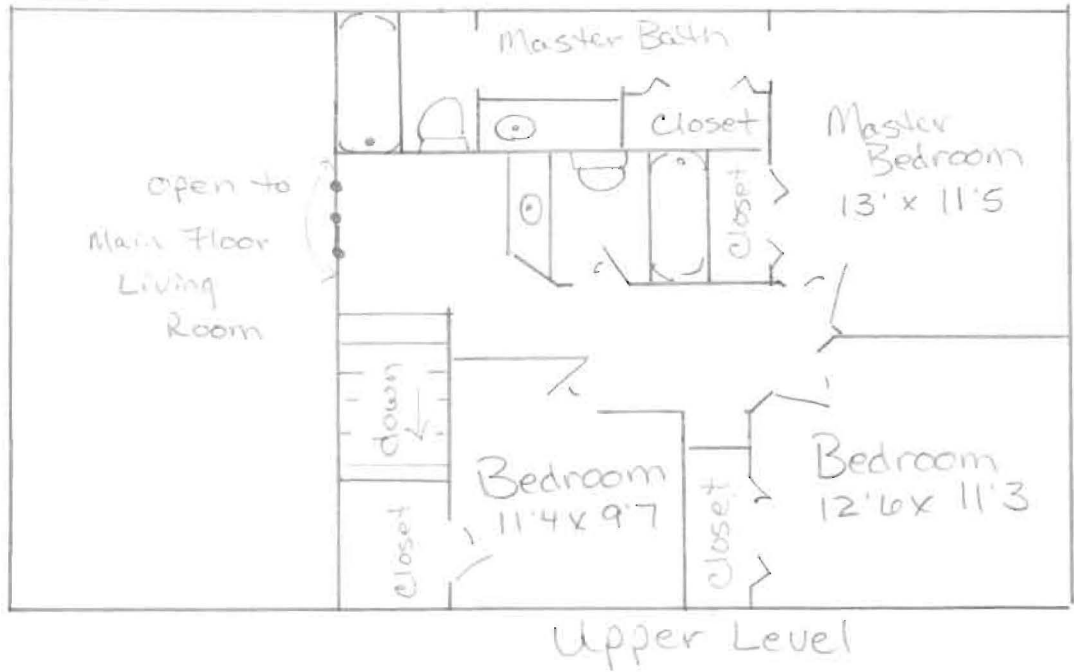 Master Bath
Closet
Master
Bedroom
13' x 11'5
open to
Main Floor
Living
Room
Closet
down
Bedroom
11'4 x 9'7
Closet
Closet
Bedroom
12'6 x 11'3
Upper Level